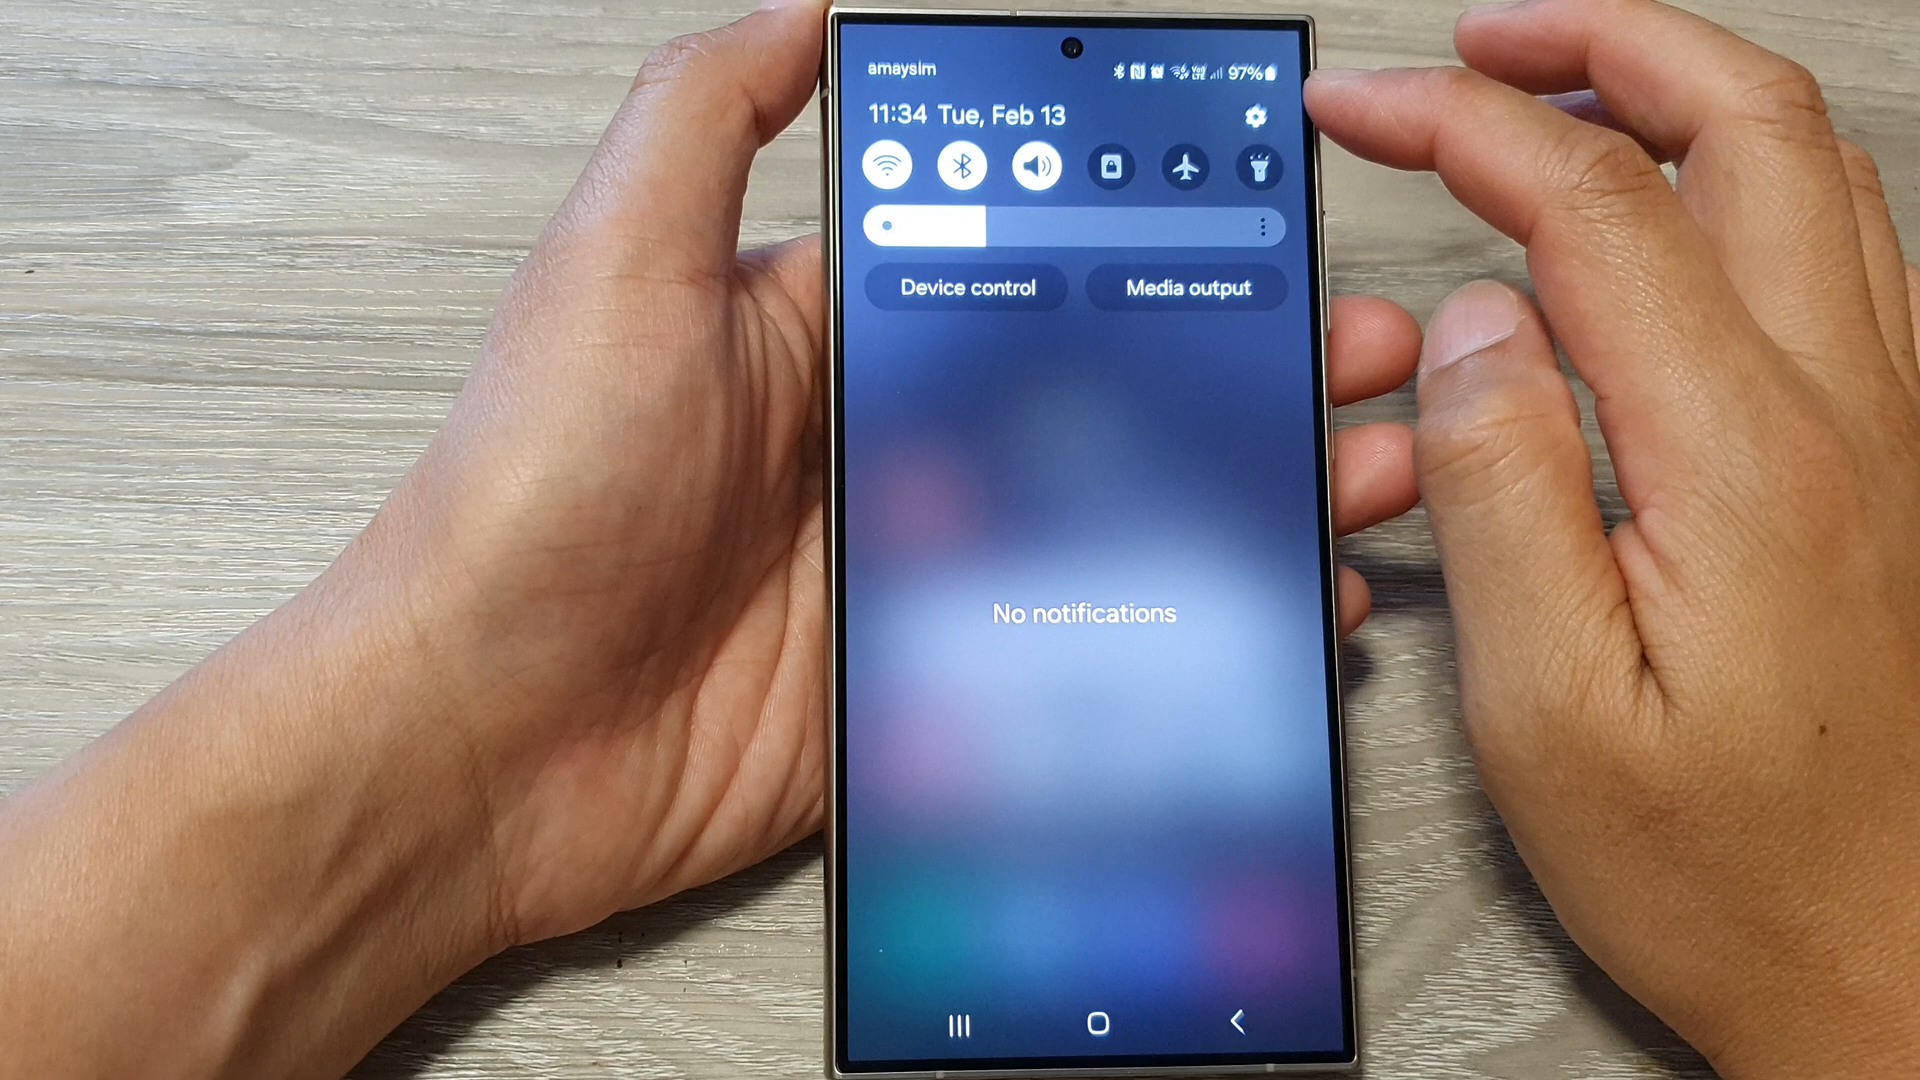 amaysim
97%
11:34 Tue, Feb 13
Device control
Media output
No notifications